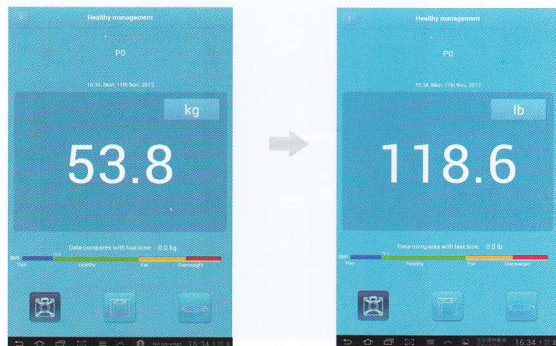 Healthy management
P0
16:34, Mon, 11th Nov, 2013
kg
53.8
Data compares with last time: 0.0 kg
BMI
Thin
Healthy
Fat
Overweight
16:34
Healthy management
P0
16:34, Mon, 11th Nov, 2013
lb
118.6
Data compares with last time: 0.0 lb
BMI
Thin
Healthy
Fat
Overweight
16:34